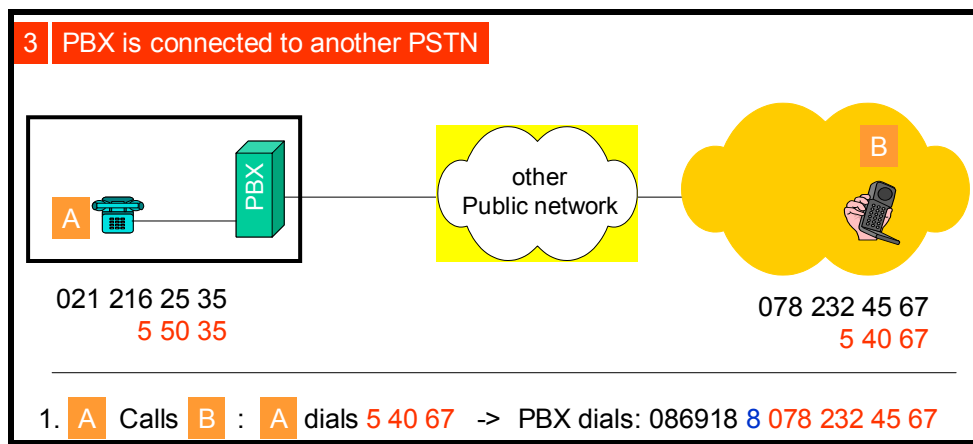 3 PBX is connected to another PSTN
A
PBX
other
Public network
B
021 216 25 35
5 50 35
078 232 45 67
5 40 67
1. A Calls B : A dials 5 40 67 -> PBX dials: 086918 8 078 232 45 67